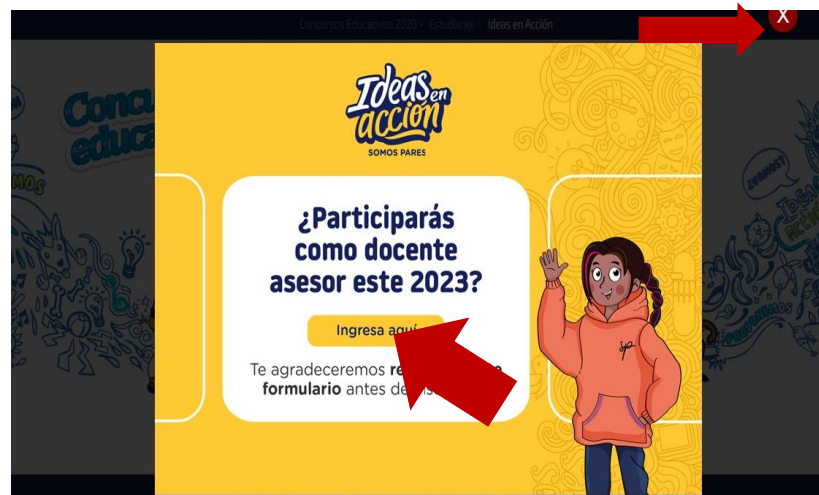 Concursos Educativos 2020 > Estudiante > Ideas en Acción
X
Ideas en
acción
SOMOS PARES
¿Participarás
como docente
asesor este 2023?
Ingresa aquí
Te agradeceremos
formulario antes de